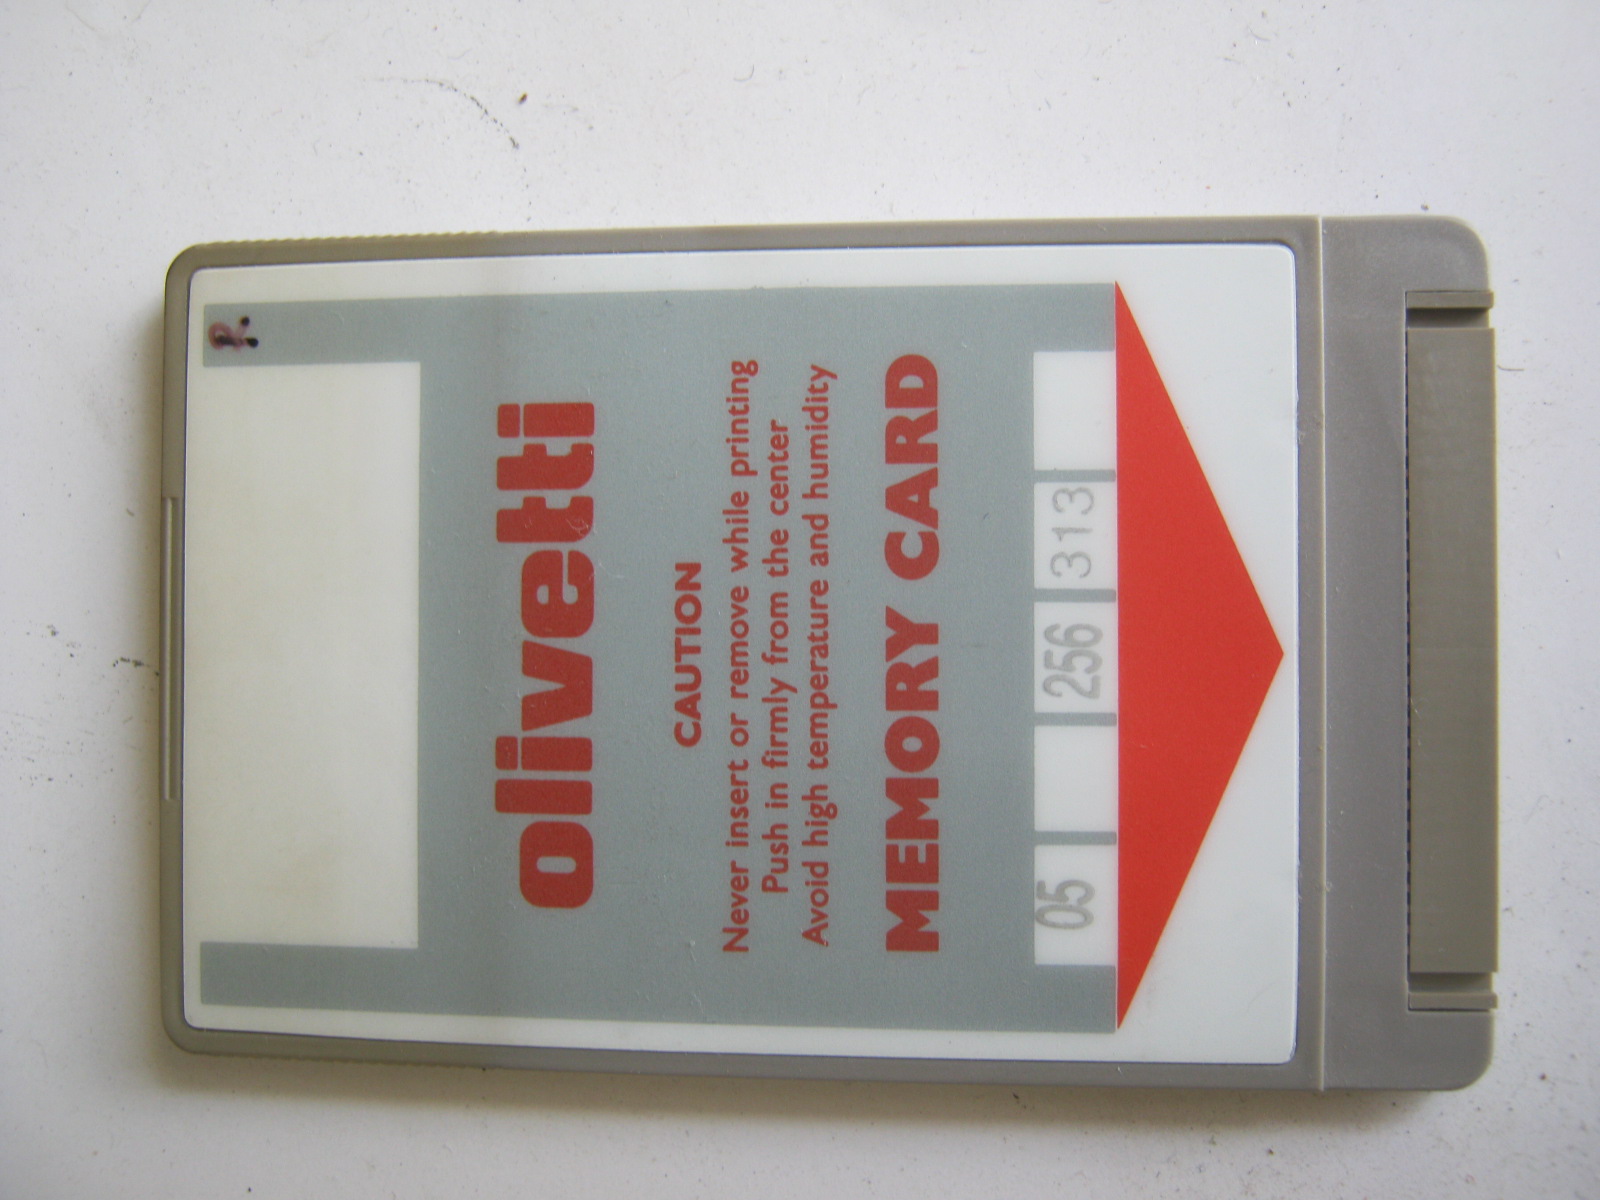 olivetti
CAUTION
Never insert or remove while printing
Push in firmly from the center
Avoid high temperature and humidity
MEMORY CARD
05 256 313